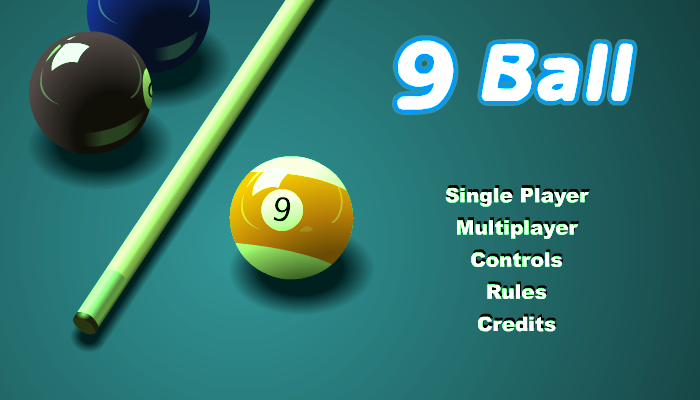 9 Ball
9
Single Player
Multiplayer
Controls
Rules
Credits